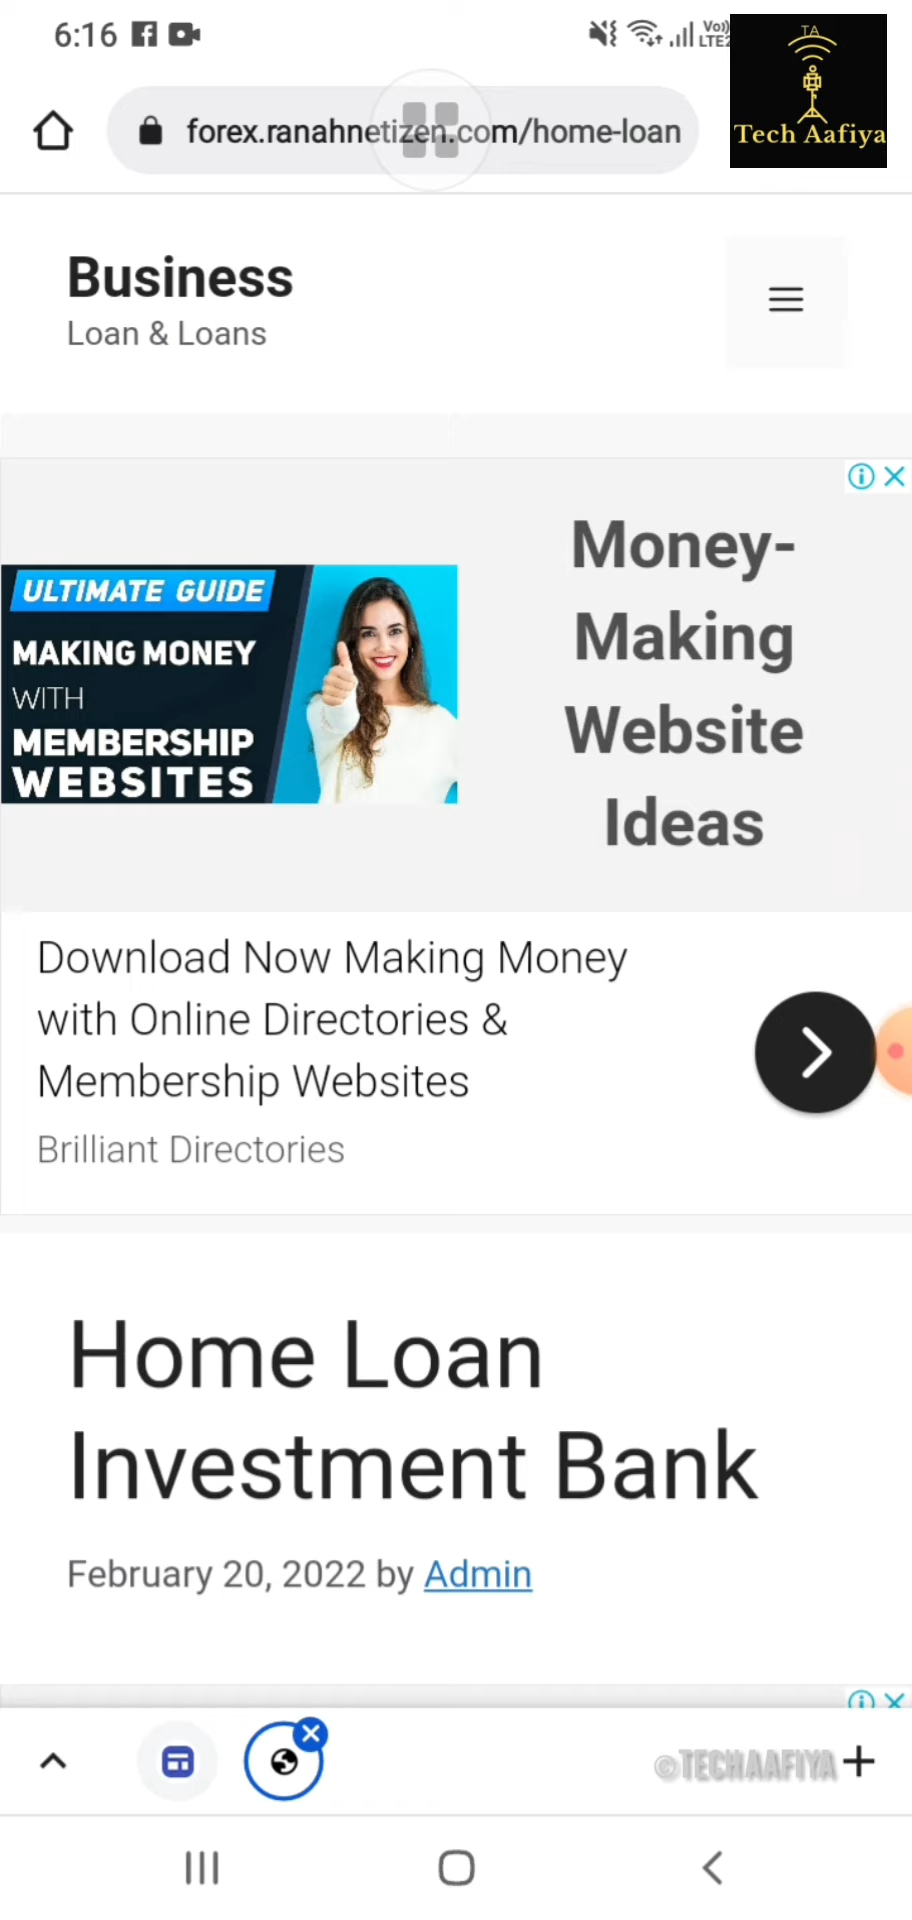 6:16
Vo))
LTE2
TA
Tech Aafiya
forex.ranahnetizen.com/home-loan
Business
Loan & Loans
ULTIMATE GUIDE
MAKING MONEY
WITH
MEMBERSHIP
WEBSITES
Money-
Making
Website
Ideas
Download Now Making Money
with Online Directories &
Membership Websites
Brilliant Directories
Home Loan
Investment Bank
February 20, 2022 by Admin
©TECHAAFIYA